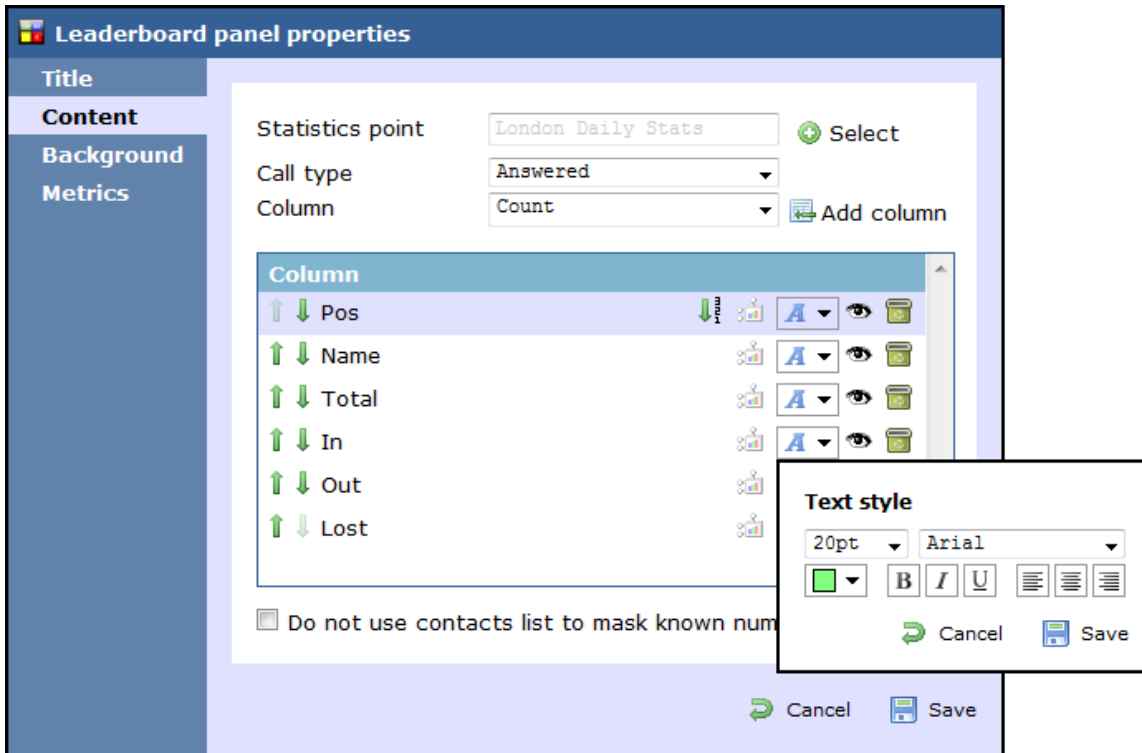 Leaderboard panel properties
Title
Content
Background
Metrics
Statistics point London Daily Stats Select
Call type Answered
Column Count Add column
Column
Pos
Name
Total
In
Out
Lost
Do not use contacts list to mask known num
Text style
20pt Arial
B I U
Cancel Save
Cancel Save